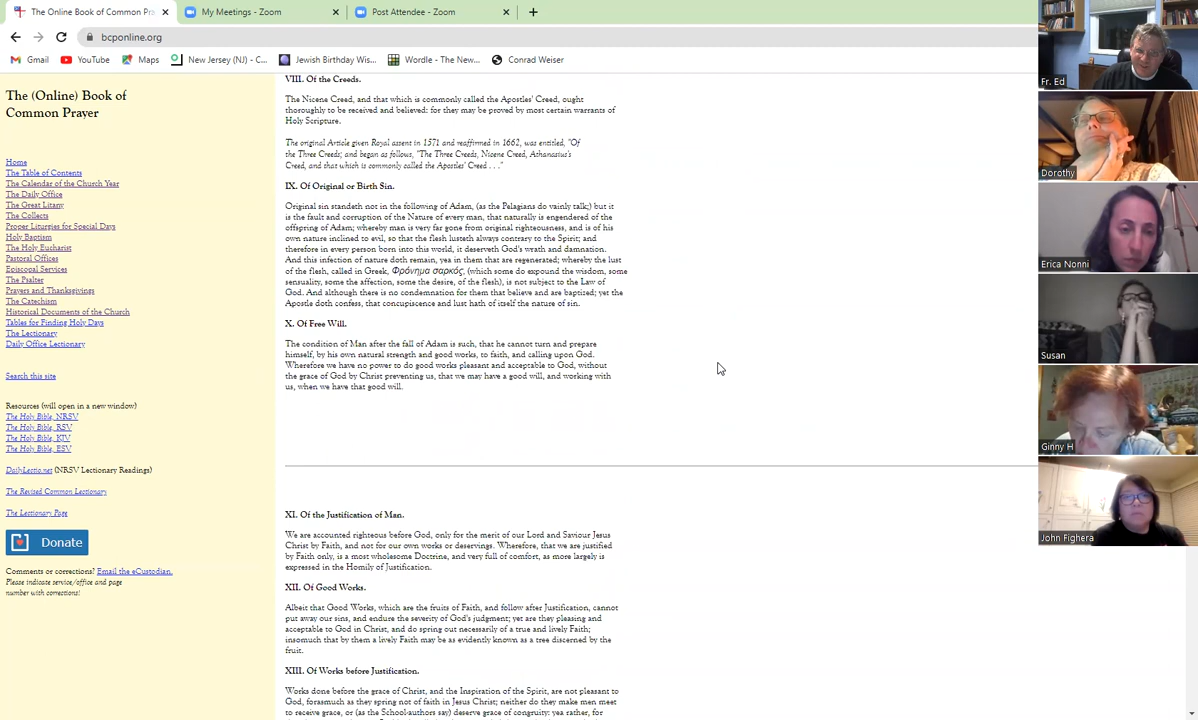 The Online Book of Common Pra
My Meetings - Zoom
Post Attendee - Zoom
bcponline.org
Gmail
YouTube
Maps
New Jersey (NJ) - C...
Jewish Birthday Wis...
Wordle - The New...
Conrad Weiser
The (Online) Book of
Common Prayer
Home
The Table of Contents
The Calendar of the Church Year
The Daily Office
The Great Litany
The Collects
Proper Liturgies for Special Days
Holy Baptism
The Holy Eucharist
Pastoral Offices
Episcopal Services
The Psalter
Prayers and Thanksgivings
The Catechism
Historical Documents of the Church
Tables for Finding Holy Days
The Lectionary
Daily Office Lectionary
Search this site
Resources (will open in a new window)
The Holy Bible, NRSV
The Holy Bible, RSV
The Holy Bible, KJV
The Holy Bible, ESV
DailyLectio.net (NRSV Lectionary Readings)
The Revised Common Lectionary
The Lectionary Page
Donate
Comments or corrections? Email the eCustodian.
Please indicate service/office and page
number with corrections!
VIII. Of the Creeds.
The Nicene Creed, and that which is commonly called the Apostles' Creed, ought
thoroughly to be received and believed: for they may be proved by most certain warrants of
Holy Scripture.
The original Article given Royal assent in 1571 and reaffirmed in 1662, was entitled, "Of
the Three Creeds; and began as follows, "The Three Creeds, Nicene Creed, Athanasius's
Creed, and that which is commonly called the Apostles' Creed . . ."
IX. Of Original or Birth Sin.
Original sin standeth not in the following of Adam, (as the Pelagians do vainly talk;) but it
is the fault and corruption of the Nature of every man, that naturally is engendered of the
offspring of Adam; whereby man is very far gone from original righteousness, and is of his
own nature inclined to evil, so that the flesh lusteth always contrary to the Spirit; and
therefore in every person born into this world, it deserveth God's wrath and damnation.
And this infection of nature doth remain, yea in them that are regenerated; whereby the lust
of the flesh, called in Greek, Φρόνημα σαρκός, (which some do expound the wisdom, some
sensuality, some the affection, some the desire, of the flesh), is not subject to the Law of
God. And although there is no condemnation for them that believe and are baptized; yet the
Apostle doth confess, that concupiscence and lust hath of itself the nature of sin.
X. Of Free Will.
The condition of Man after the fall of Adam is such, that he cannot turn and prepare
himself, by his own natural strength and good works, to faith, and calling upon God.
Wherefore we have no power to do good works pleasant and acceptable to God, without
the grace of God by Christ preventing us, that we may have a good will, and working with
us, when we have that good will.
XI. Of the Justification of Man.
We are accounted righteous before God, only for the merit of our Lord and Saviour Jesus
Christ by Faith, and not for our own works or deservings. Wherefore, that we are justified
by Faith only, is a most wholesome Doctrine, and very full of comfort, as more largely is
expressed in the Homily of Justification.
XII. Of Good Works.
Albeit that Good Works, which are the fruits of Faith, and follow after Justification, cannot
put away our sins, and endure the severity of God's judgment; yet are they pleasing and
acceptable to God in Christ, and do spring out necessarily of a true and lively Faith;
insomuch that by them a lively Faith may be as evidently known as a tree discerned by the
fruit.
XIII. Of Works before Justification.
Works done before the grace of Christ, and the Inspiration of the Spirit, are not pleasant to
God, forasmuch as they spring not of faith in Jesus Christ; neither do they make men meet
to receive grace, or (as the School-authors say) deserve grace of congruity: yea rather, for
Fr. Ed
Dorothy
Erica Nonni
Susan
Ginny H
John Fighera